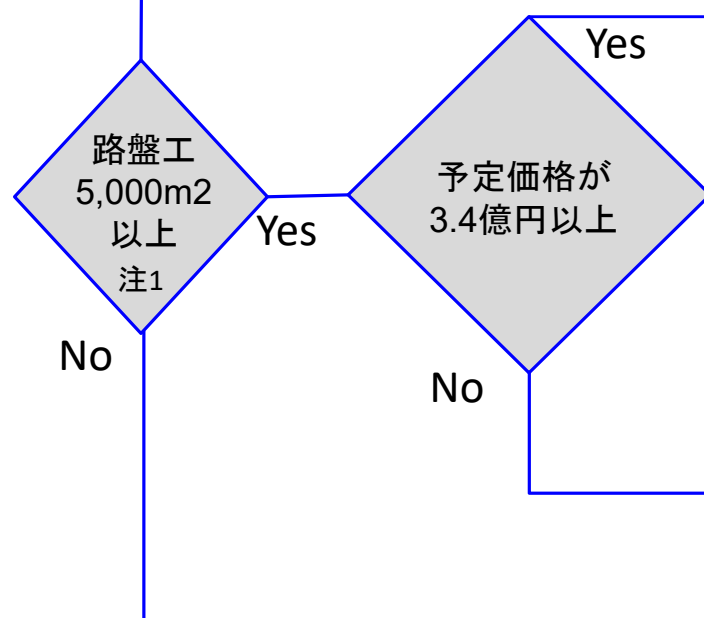 路盤工
5,000m2
以上
注1
Yes
No
予定価格が
3.4億円以上
Yes
No